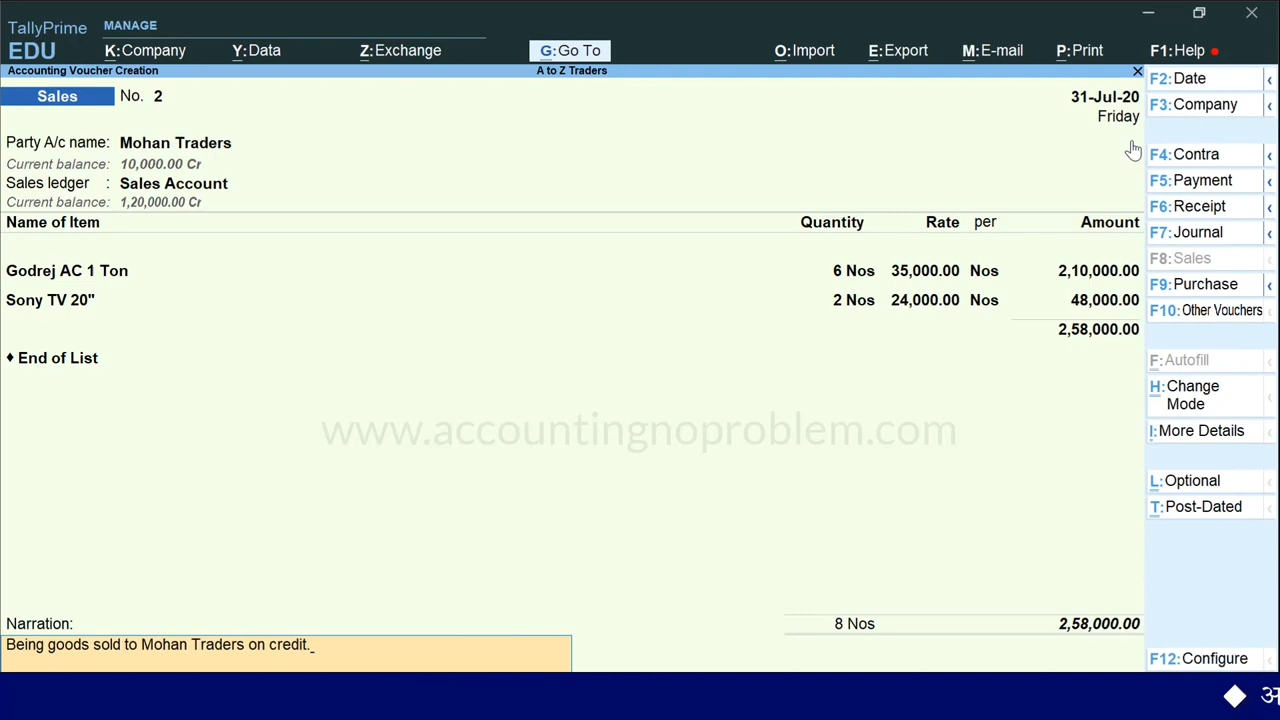 TallyPrime MANAGE
EDU K:Company Y:Data Z:Exchange G:Go To O:Import E:Export M:E-mail P:Print F1:Help
Accounting Voucher Creation A to Z Traders
Sales No. 2 31-Jul-20
Friday
Party A/c name: Mohan Traders
Current balance: 10,000.00 Cr
Sales ledger : Sales Account
Current balance: 1,20,000.00 Cr
Name of Item Quantity Rate per Amount
Godrej AC 1 Ton 6 Nos 35,000.00 Nos 2,10,000.00
Sony TV 20" 2 Nos 24,000.00 Nos 48,000.00
2,58,000.00
♦ End of List
www.accountingnoproblem.com
Narration: 8 Nos 2,58,000.00
Being goods sold to Mohan Traders on credit._
F2:Date
F3:Company
F4:Contra
F5:Payment
F6:Receipt
F7:Journal
F8:Sales
F9:Purchase
F10:Other Vouchers
F:Autofill
H:Change
Mode
I:More Details
L:Optional
T:Post-Dated
F12:Configure